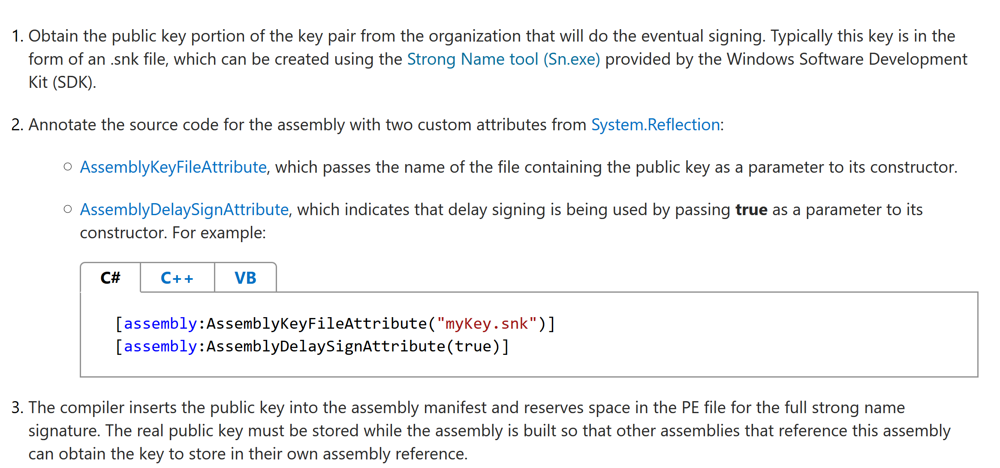 1. Obtain the public key portion of the key pair from the organization that will do the eventual signing. Typically this key is in the
form of an .snk file, which can be created using the Strong Name tool (Sn.exe) provided by the Windows Software Development
Kit (SDK).
2. Annotate the source code for the assembly with two custom attributes from System.Reflection:
○ AssemblyKeyFileAttribute, which passes the name of the file containing the public key as a parameter to its constructor.
○ AssemblyDelaySignAttribute, which indicates that delay signing is being used by passing true as a parameter to its
constructor. For example:
C# C++ VB
[assembly:AssemblyKeyFileAttribute("myKey.snk")]
[assembly:AssemblyDelaySignAttribute(true)]
3. The compiler inserts the public key into the assembly manifest and reserves space in the PE file for the full strong name
signature. The real public key must be stored while the assembly is built so that other assemblies that reference this assembly
can obtain the key to store in their own assembly reference.